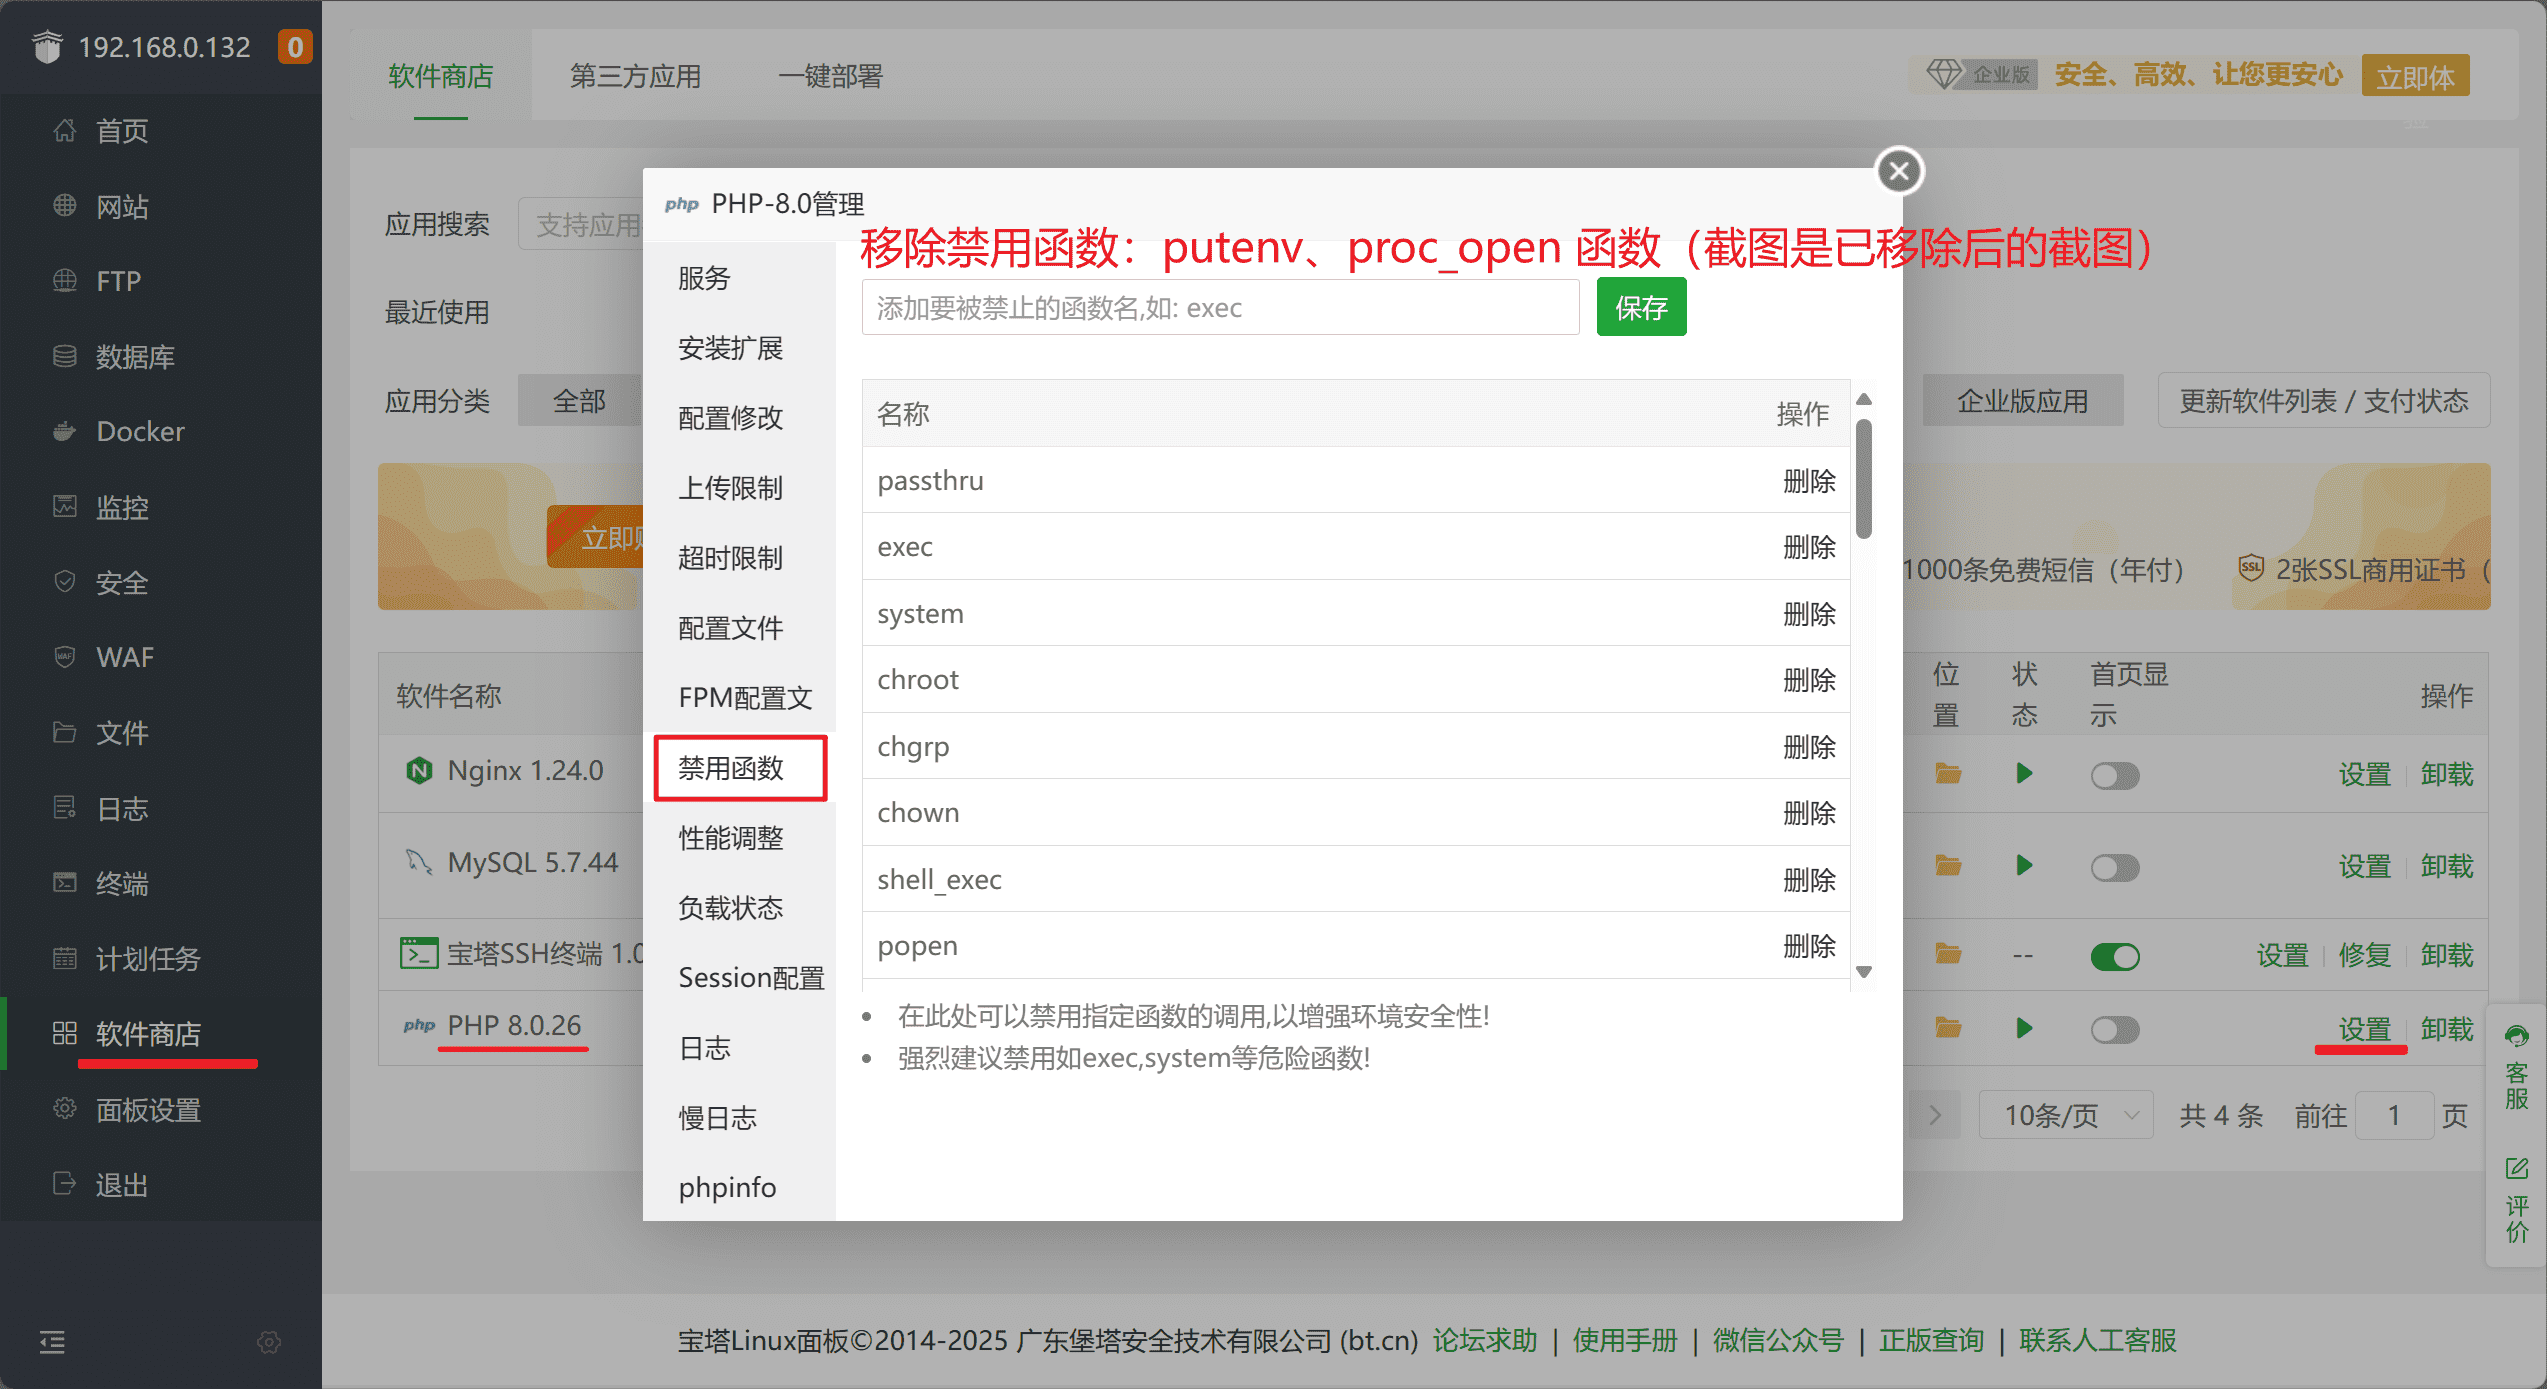 192.168.0.132
0
首页
网站
FTP
数据库
Docker
监控
安全
WAF
文件
日志
终端
计划任务
软件商店
面板设置
退出
软件商店
第三方应用
一键部署
企业版
安全、高效、让您更安心
立即体
应用搜索
支持应用
最近使用
应用分类
全部
企业版应用
更新软件列表 / 支付状态
立即
1000条免费短信（年付）
SSL
2张SSL商用证书（
软件名称
位置
状态
首页显示
操作
Nginx 1.24.0
设置
卸载
MySQL 5.7.44
设置
卸载
宝塔SSH终端 1.0
--
设置
修复
卸载
php
PHP 8.0.26
设置
卸载
10条/页
共 4 条
前往
1
页
php
PHP-8.0管理
移除禁用函数：putenv、proc_open 函数（截图是已移除后的截图）
服务
安装扩展
配置修改
上传限制
超时限制
配置文件
FPM配置文
禁用函数
性能调整
负载状态
Session配置
日志
慢日志
phpinfo
添加要被禁止的函数名,如: exec
保存
名称
操作
passthru
删除
exec
删除
system
删除
chroot
删除
chgrp
删除
chown
删除
shell_exec
删除
popen
删除
在此处可以禁用指定函数的调用,以增强环境安全性!
强烈建议禁用如exec,system等危险函数!
客服
评价
宝塔Linux面板©2014-2025 广东堡塔安全技术有限公司 (bt.cn) 论坛求助 | 使用手册 | 微信公众号 | 正版查询 | 联系人工客服